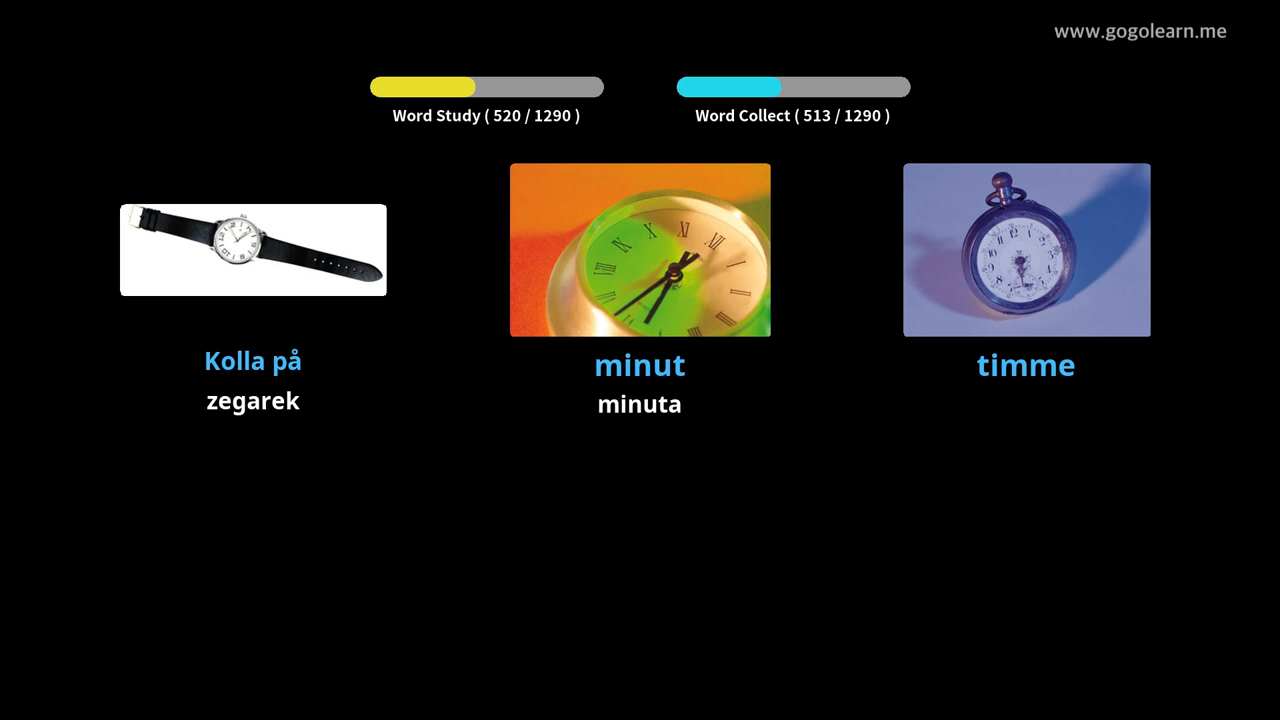 www.gogolearn.me
Word Study ( 520 / 1290 )
Word Collect ( 513 / 1290 )
Kolla på
zegarek
minut
minuta
timme